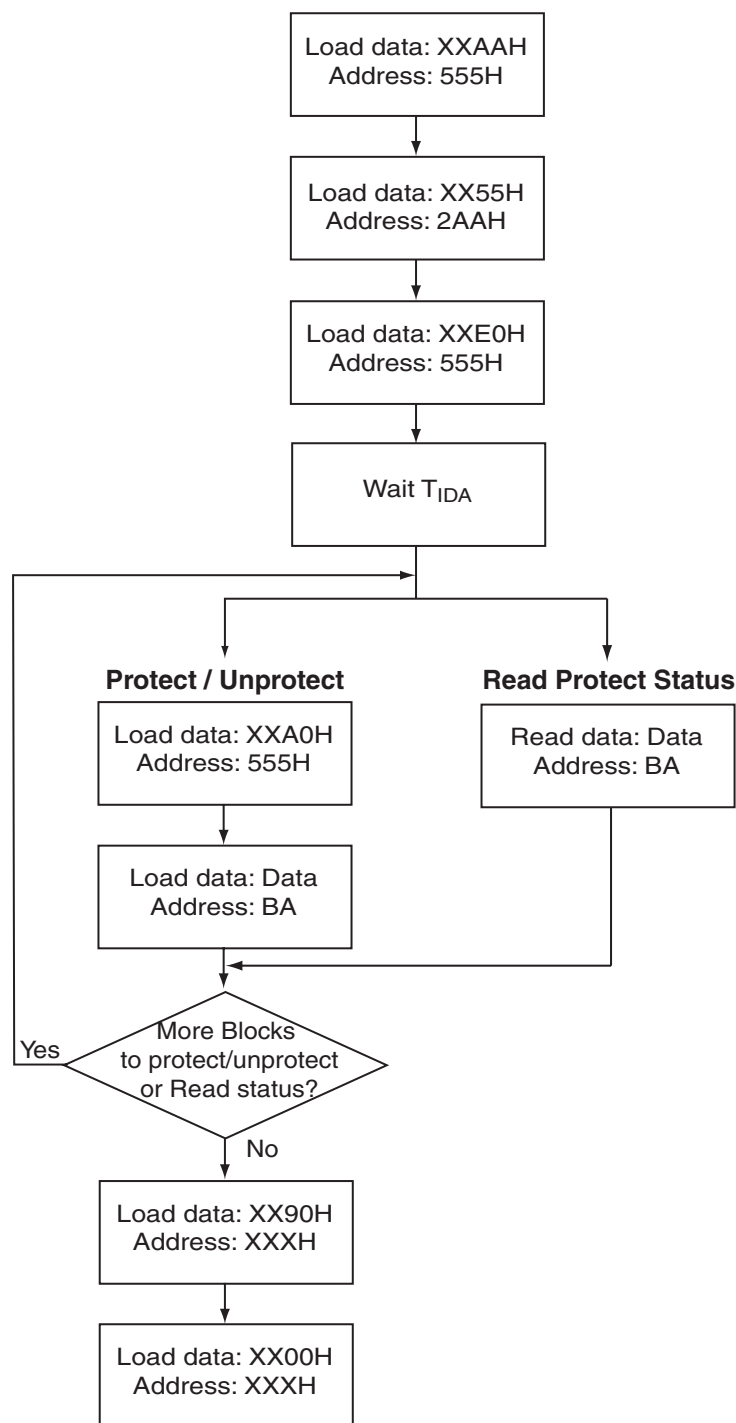 Load data: XXAAH
Address: 555H
Load data: XX55H
Address: 2AAH
Load data: XXE0H
Address: 555H
Wait TIDA
Protect / Unprotect
Load data: XXA0H
Address: 555H
Load data: Data
Address: BA
Read Protect Status
Read data: Data
Address: BA
More Blocks
to protect/unprotect
or Read status?
Yes
No
Load data: XX90H
Address: XXXH
Load data: XX00H
Address: XXXH